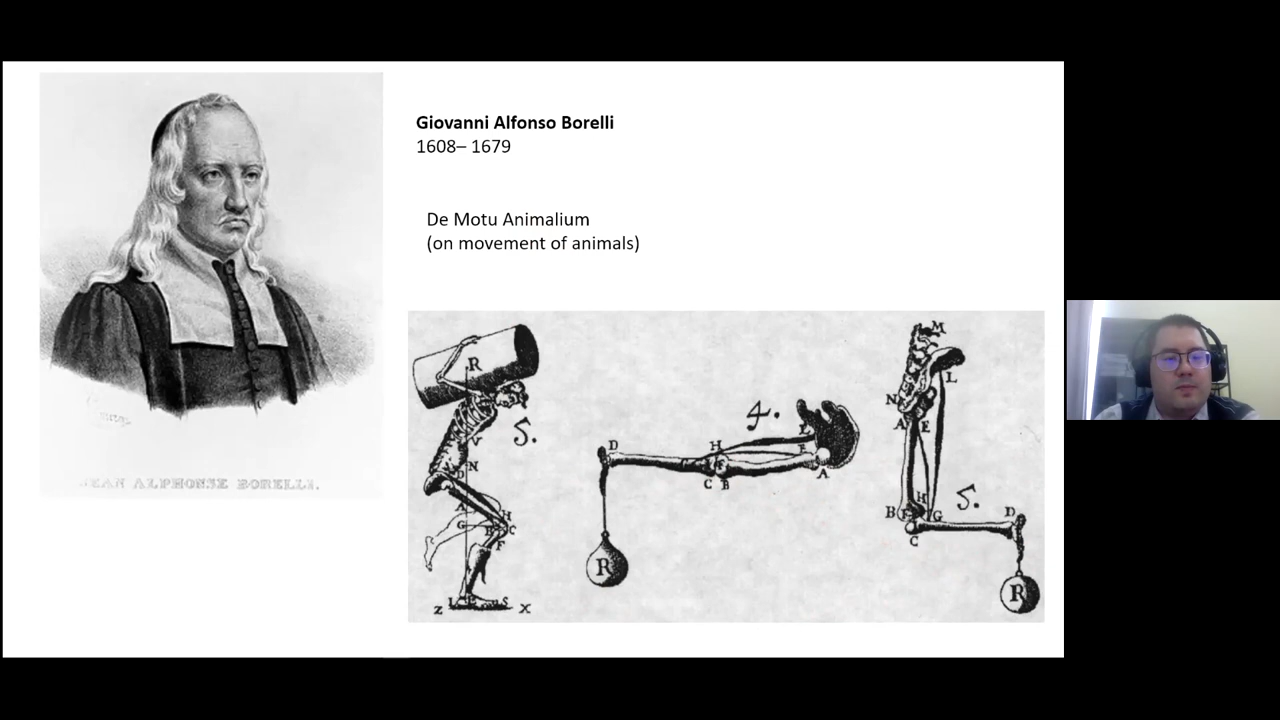 Giovanni Alfonso Borelli
1608– 1679
De Motu Animalium
(on movement of animals)
JEAN ALPHONSE BORELLI.
R
5.
V
N
D
G
H
B
C
F
Z
X
4.
D
H
C
B
A
R
M
L
N
A
E
H
B
F
G
5.
D
C
R